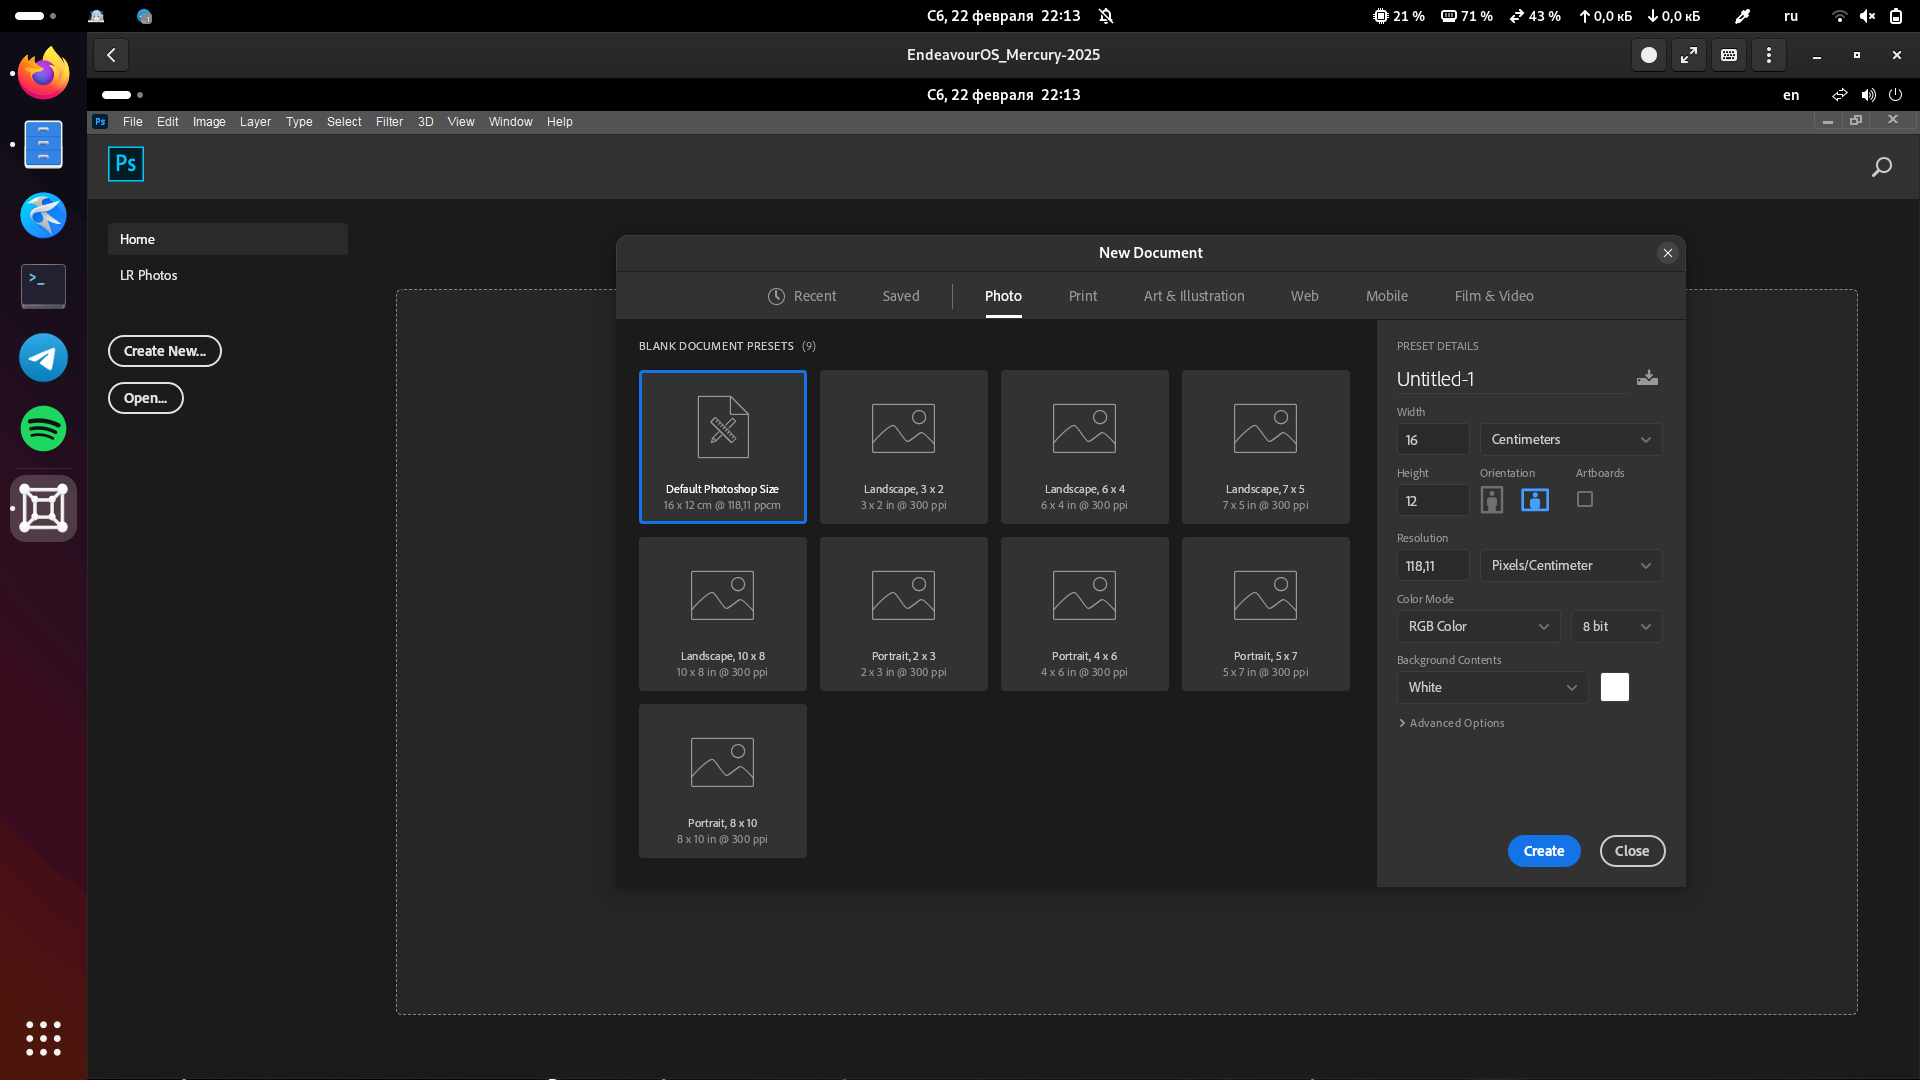 Сб, 22 февраля 22:13
21 % 71 % 43 % 0,0 кБ 0,0 кБ ru
EndeavourOS_Mercury-2025
Сб, 22 февраля 22:13
en
Ps File Edit Image Layer Type Select Filter 3D View Window Help
Ps
Home
LR Photos
Create New...
Open...
New Document
Recent Saved Photo Print Art & Illustration Web Mobile Film & Video
BLANK DOCUMENT PRESETS (9)
Default Photoshop Size
16 x 12 cm @ 118,11 ppcm
Landscape, 3 x 2
3 x 2 in @ 300 ppi
Landscape, 6 x 4
6 x 4 in @ 300 ppi
Landscape, 7 x 5
7 x 5 in @ 300 ppi
Landscape, 10 x 8
10 x 8 in @ 300 ppi
Portrait, 2 x 3
2 x 3 in @ 300 ppi
Portrait, 4 x 6
4 x 6 in @ 300 ppi
Portrait, 5 x 7
5 x 7 in @ 300 ppi
Portrait, 8 x 10
8 x 10 in @ 300 ppi
PRESET DETAILS
Untitled-1
Width
16 Centimeters
Height Orientation Artboards
12
Resolution
118,11 Pixels/Centimeter
Color Mode
RGB Color 8 bit
Background Contents
White
Advanced Options
Create Close